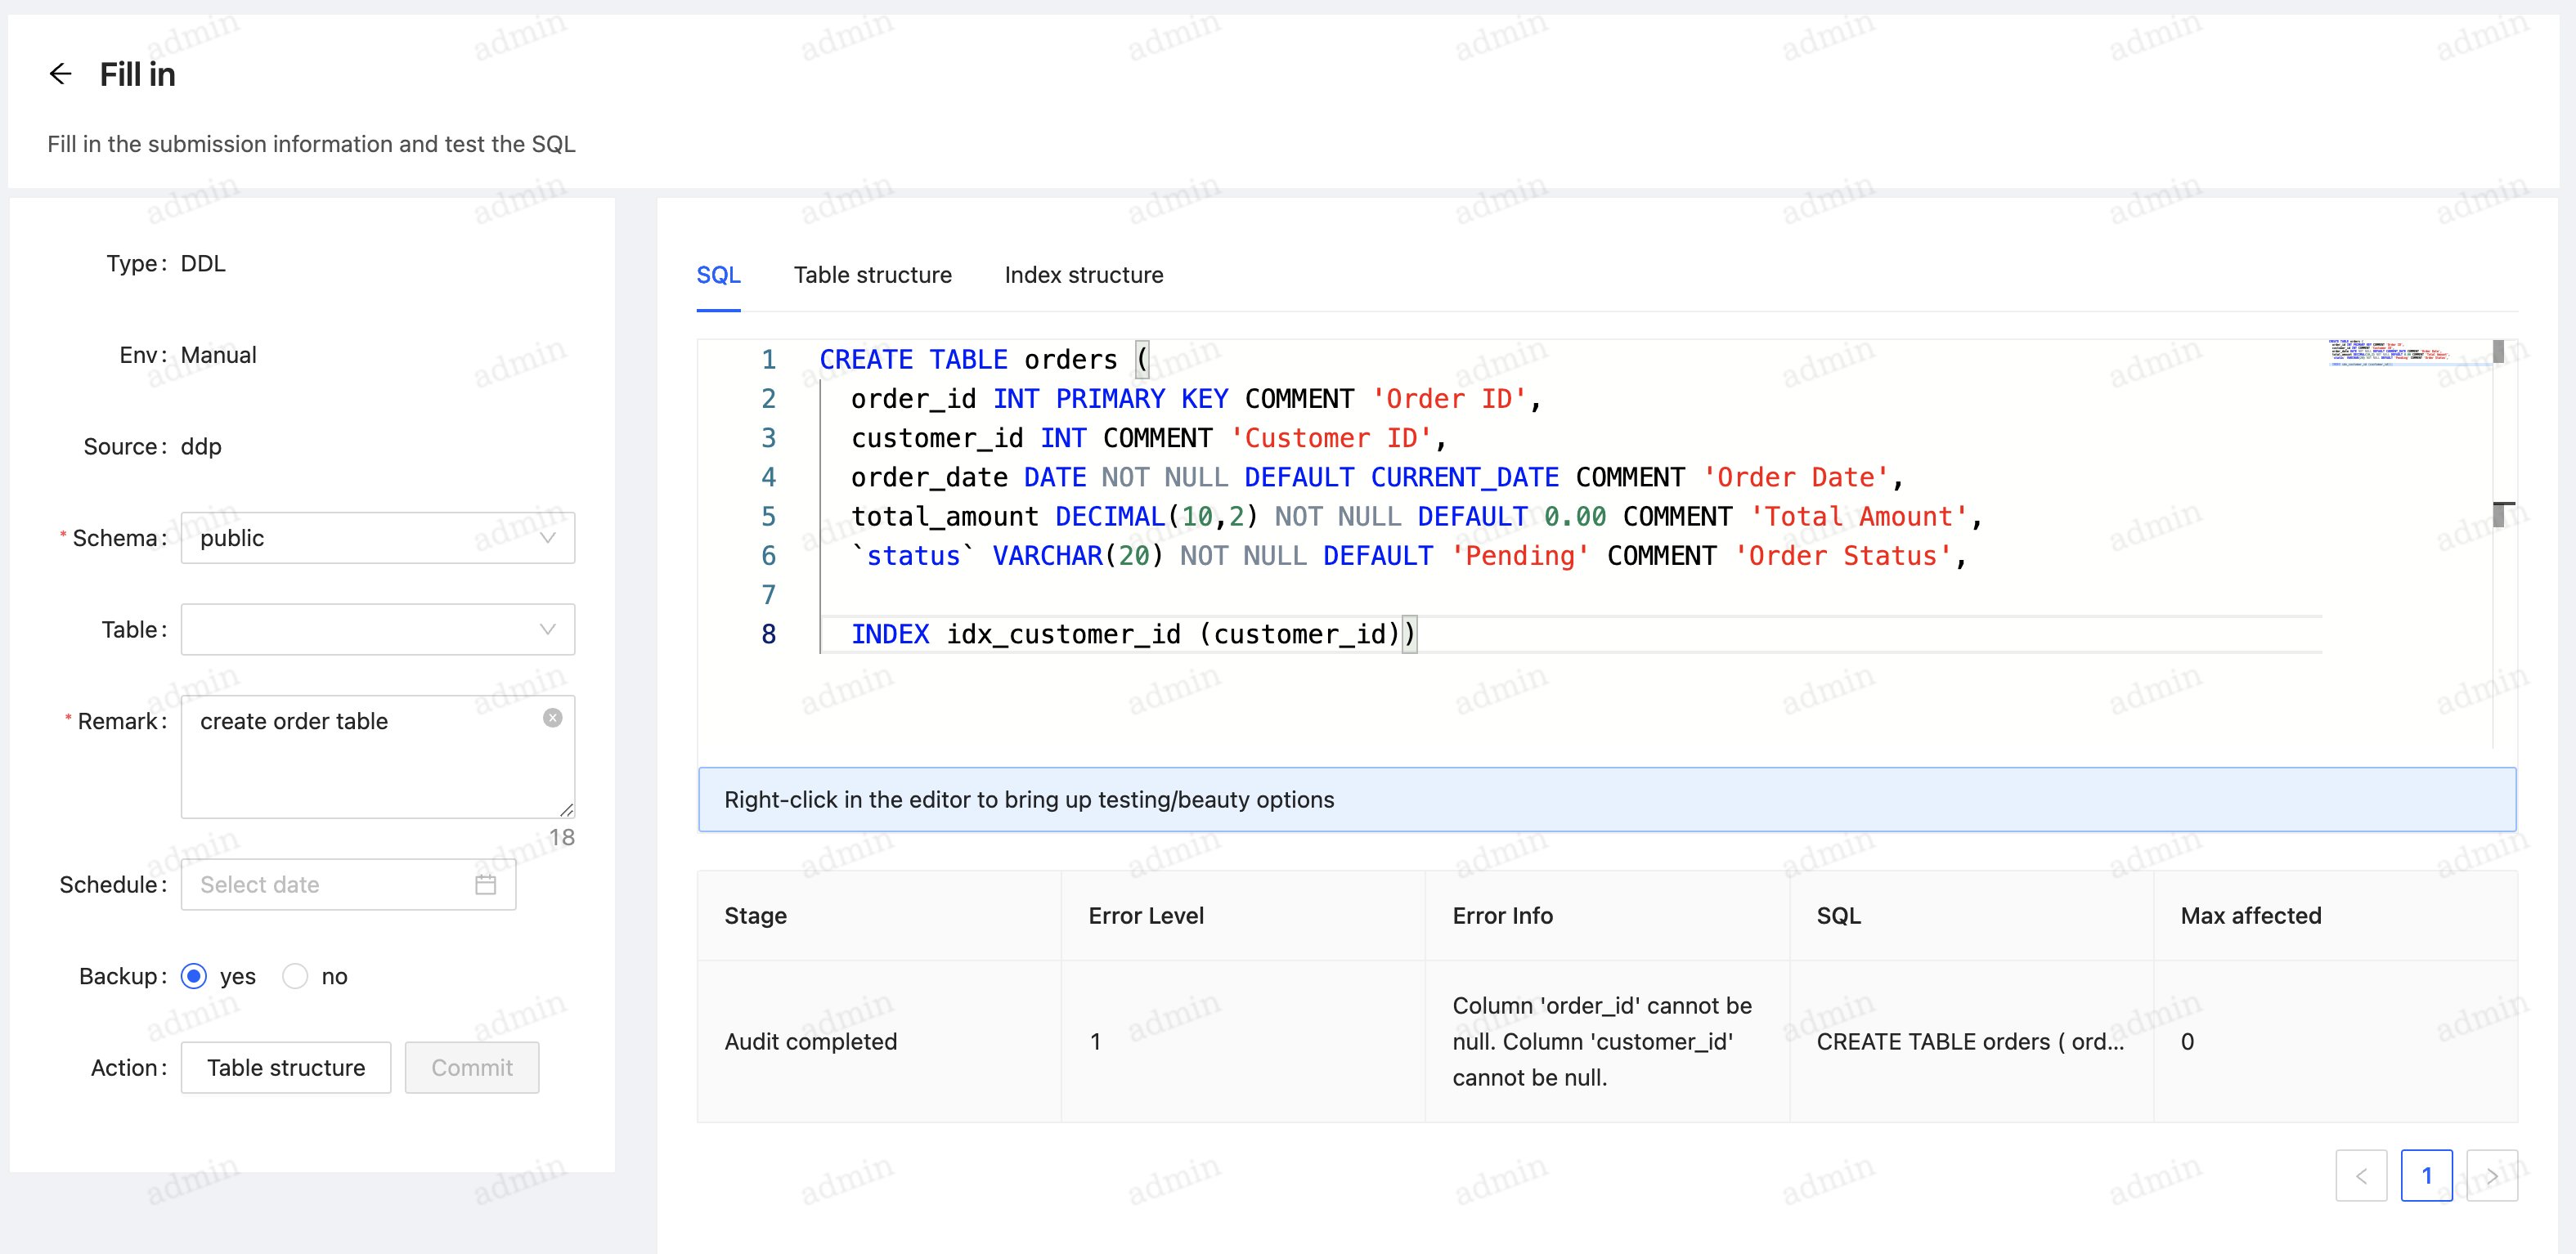 Fill in
Fill in the submission information and test the SQL
Type: DDL
Env: Manual
Source: ddp
* Schema: public
Table:
* Remark: create order table
18
Schedule: Select date
Backup: yes no
Action: Table structure Commit
SQL Table structure Index structure
1 CREATE TABLE orders (
2 order_id INT PRIMARY KEY COMMENT 'Order ID',
3 customer_id INT COMMENT 'Customer ID',
4 order_date DATE NOT NULL DEFAULT CURRENT_DATE COMMENT 'Order Date',
5 total_amount DECIMAL(10,2) NOT NULL DEFAULT 0.00 COMMENT 'Total Amount',
6 `status` VARCHAR(20) NOT NULL DEFAULT 'Pending' COMMENT 'Order Status',
7
8 INDEX idx_customer_id (customer_id))
Right-click in the editor to bring up testing/beauty options
Stage Error Level Error Info SQL Max affected
Audit completed 1 Column 'order_id' cannot be
null. Column 'customer_id'
cannot be null.
CREATE TABLE orders ( ord... 0
< 1 >
admin